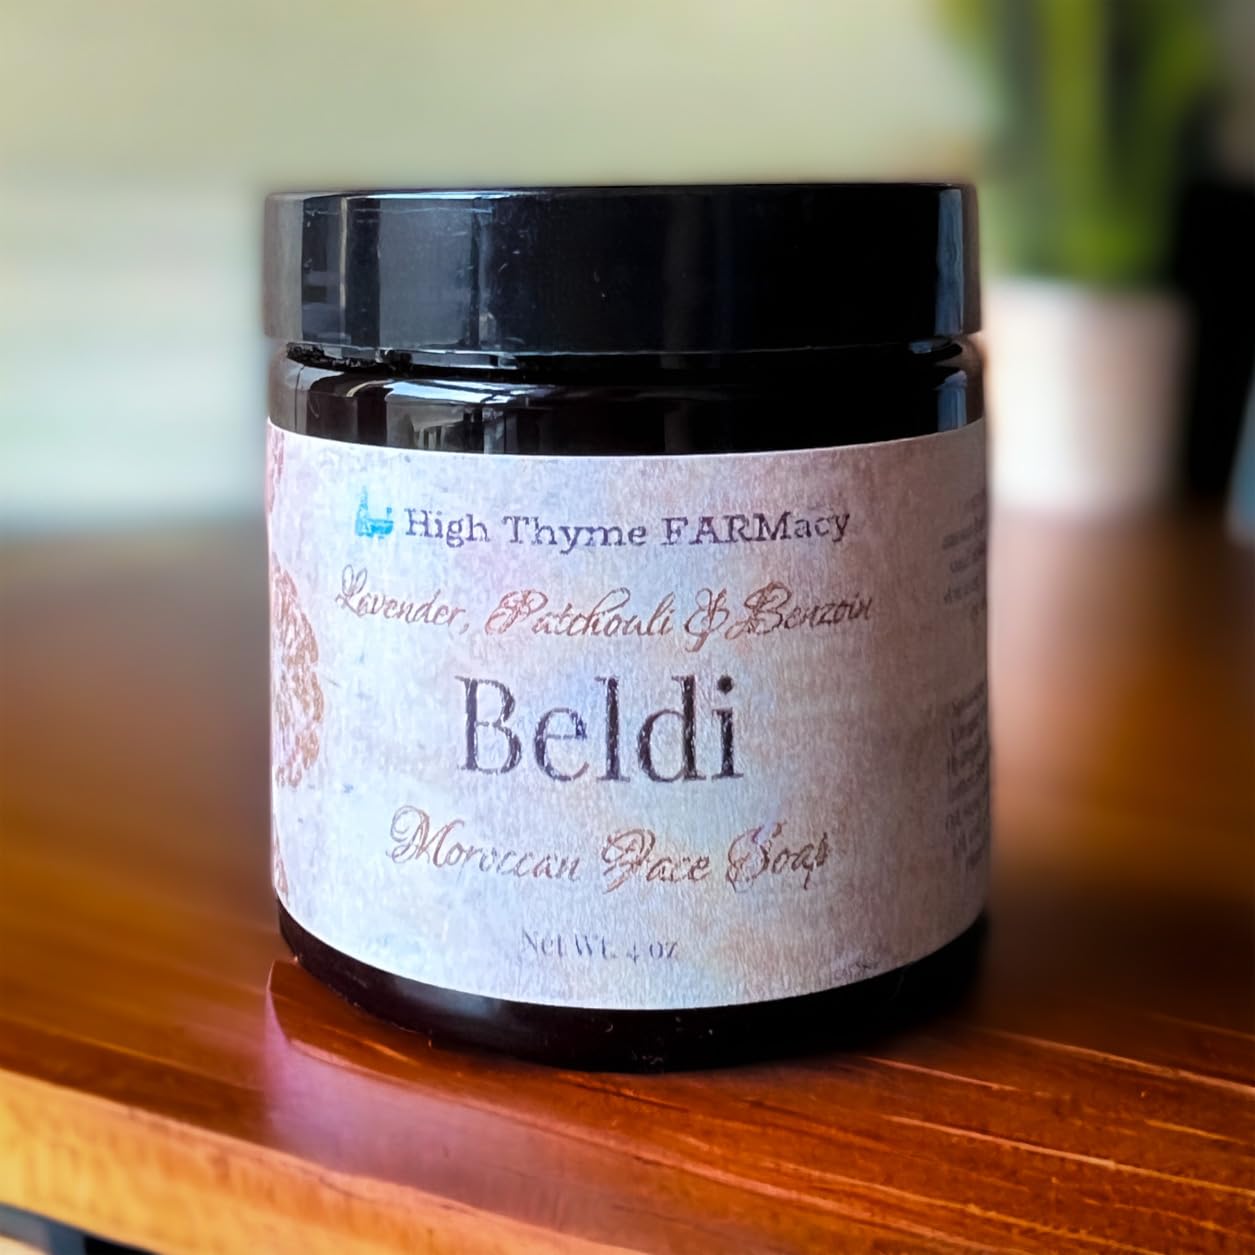 High Thyme FARMacy
Lavender, Patchouli & Benzoin
Beldi
Moroccan Face Soap
Net Wt. 4 oz